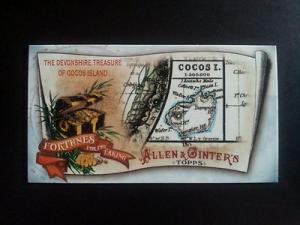 THE DEVONSHIRE TREASURE
OF COCOS ISLAND
COCOS I.
FORTUNES
FOR THE
TAKING
ALLEN & GINTER'S
TOPPS